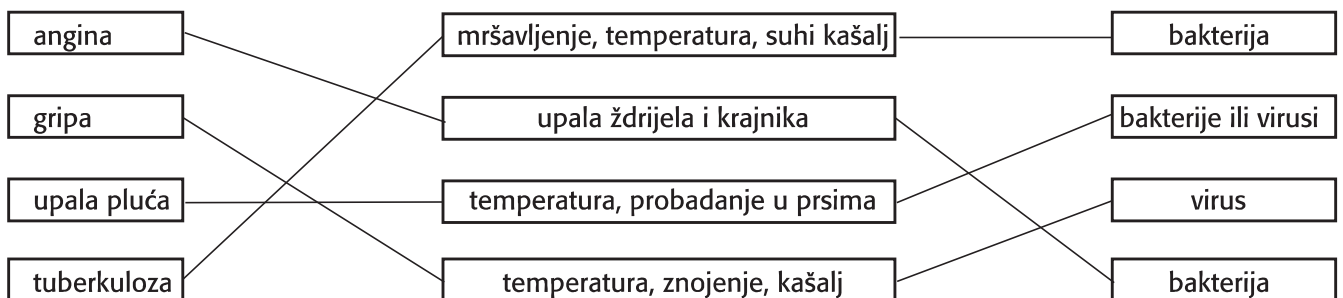 angina mršavljenje, temperatura, suhi kašalj bakterija
gripa upala ždrijela i krajnika bakterije ili virusi
upala pluća temperatura, probadanje u prsima virus
tuberkuloza temperatura, znojenje, kašalj bakterija